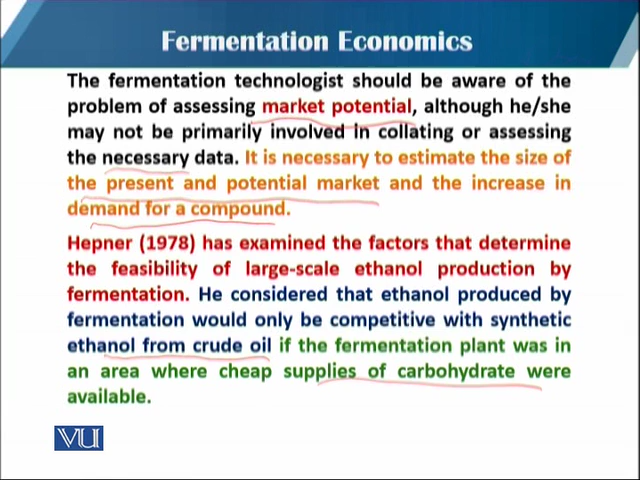 Fermentation Economics
The fermentation technologist should be aware of the
problem of assessing market potential, although he/she
may not be primarily involved in collating or assessing
the necessary data. It is necessary to estimate the size of
the present and potential market and the increase in
demand for a compound.
Hepner (1978) has examined the factors that determine
the feasibility of large-scale ethanol production by
fermentation. He considered that ethanol produced by
fermentation would only be competitive with synthetic
ethanol from crude oil if the fermentation plant was in
an area where cheap supplies of carbohydrate were
available.
VU